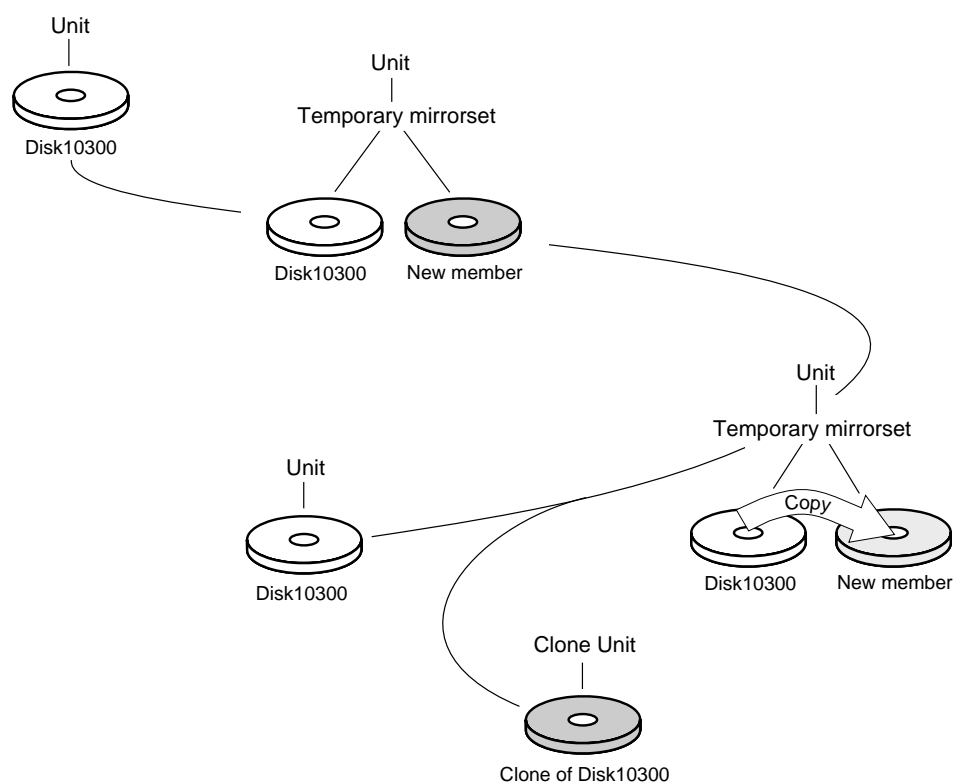 Unit
Disk10300
Unit
Temporary mirrorset
Disk10300
New member
Unit
Temporary mirrorset
Copy
Disk10300
New member
Unit
Disk10300
Clone Unit
Clone of Disk10300